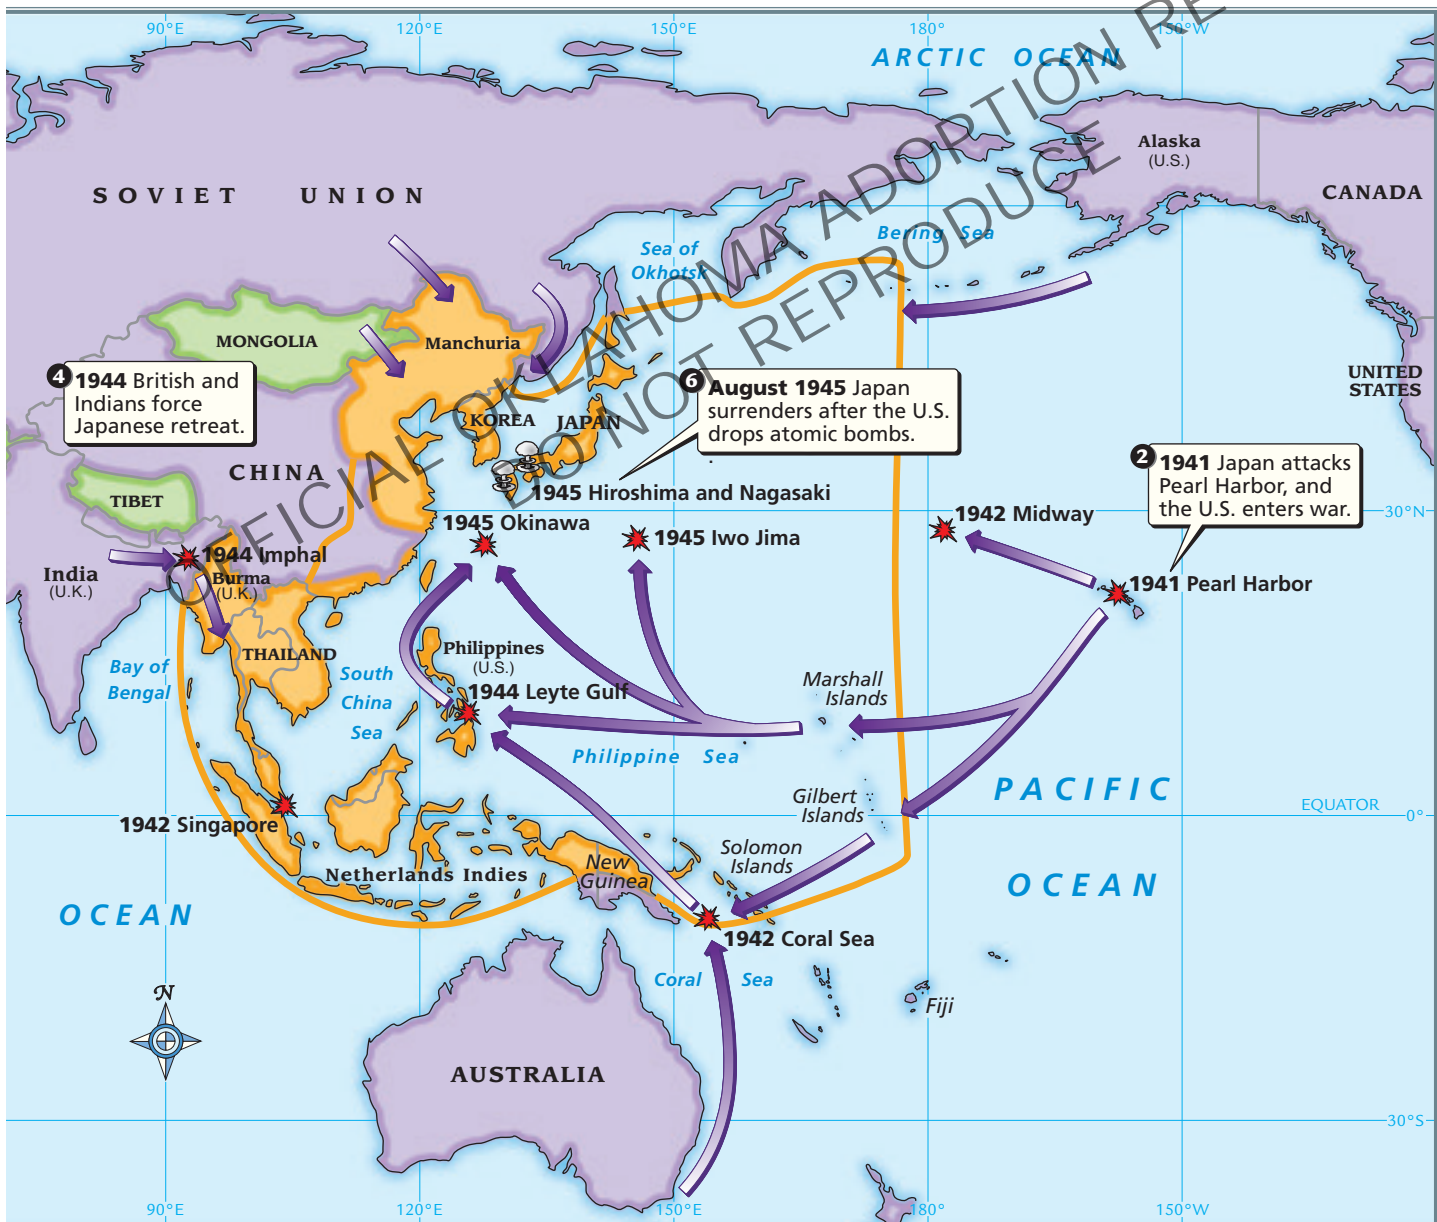 90°E 120°E 150°E 180° 150°W
ARCTIC OCEAN
Alaska
(U.S.)
CANADA
SOVIET UNION
Bering Sea
Sea of
Okhotsk
MONGOLIA
Manchuria
4 1944 British and
Indians force
Japanese retreat.
6 August 1945 Japan
surrenders after the U.S.
drops atomic bombs.
UNITED
STATES
KOREA
JAPAN
2 1941 Japan attacks
Pearl Harbor, and
the U.S. enters war.
CHINA
TIBET
1945 Hiroshima and Nagasaki
30°N
1945 Okinawa
1945 Iwo Jima
1942 Midway
1944 Imphal
India
(U.K.)
Burma
(U.K.)
1941 Pearl Harbor
THAILAND
Philippines
(U.S.)
Bay of
Bengal
South
China
Sea
1944 Leyte Gulf
Marshall
Islands
Philippine Sea
PACIFIC
Gilbert
Islands
EQUATOR
0°
1942 Singapore
Solomon
Islands
New
Guinea
Netherlands Indies
OCEAN
OCEAN
1942 Coral Sea
Coral Sea
N
Fiji
AUSTRALIA
30°S
90°E 120°E 150°E 180° 150°W
OFFICIAL OKLAHOMA ADOPTION RE
DO NOT REPRODUCE